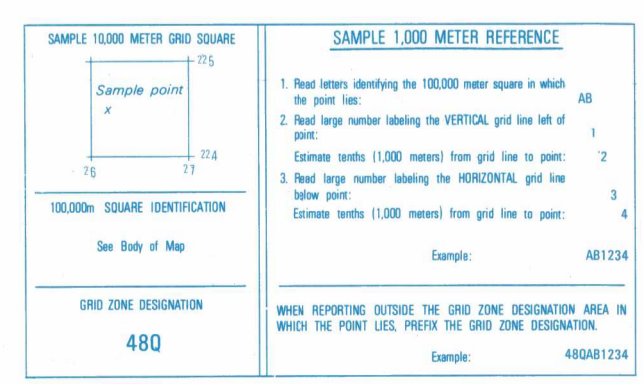 SAMPLE 10,000 METER GRID SQUARE
225
Sample point
x
224
26
27
100,000m SQUARE IDENTIFICATION
See Body of Map
GRID ZONE DESIGNATION
48Q
SAMPLE 1,000 METER REFERENCE
1. Read letters identifying the 100,000 meter square in which
the point lies: AB
2. Read large number labeling the VERTICAL grid line left of
point: 1
Estimate tenths (1,000 meters) from grid line to point: 2
3. Read large number labeling the HORIZONTAL grid line
below point: 3
Estimate tenths (1,000 meters) from grid line to point: 4
Example: AB1234
WHEN REPORTING OUTSIDE THE GRID ZONE DESIGNATION AREA IN
WHICH THE POINT LIES, PREFIX THE GRID ZONE DESIGNATION.
Example: 48QAB1234